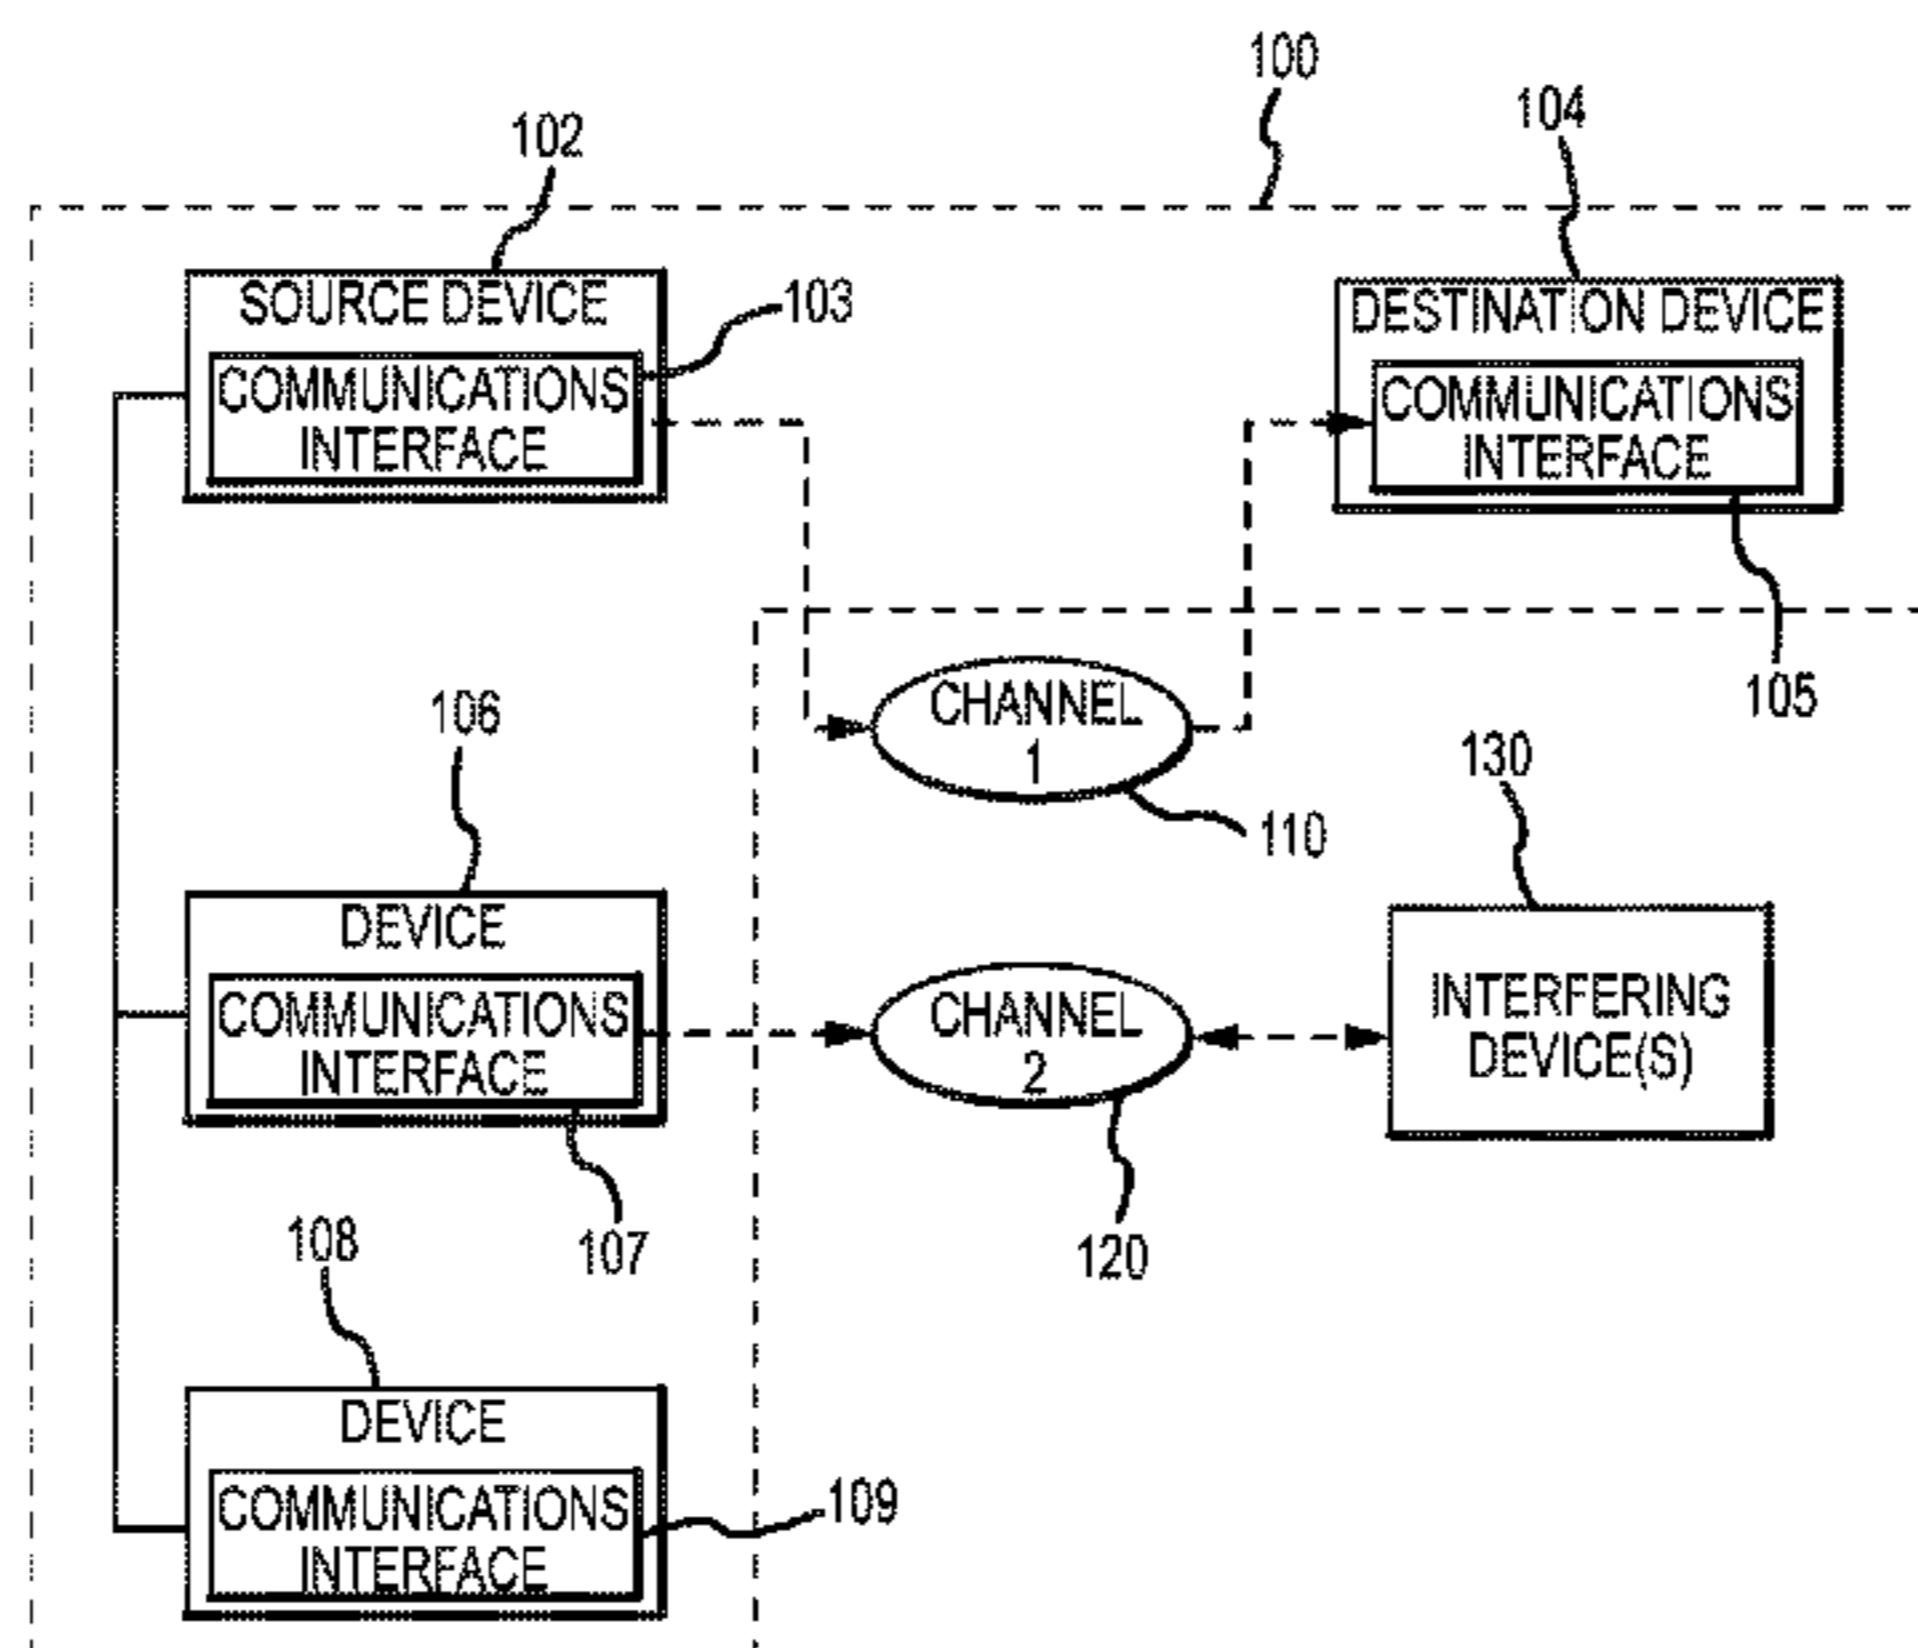 100
104
102
SOURCE DEVICE
103
COMMUNICATIONS
INTERFACE
DESTINATION DEVICE
COMMUNICATIONS
INTERFACE
105
CHANNEL
1
110
106
DEVICE
COMMUNICATIONS
INTERFACE
107
CHANNEL
2
120
130
INTERFERING
DEVICE(S)
108
DEVICE
COMMUNICATIONS
INTERFACE
109